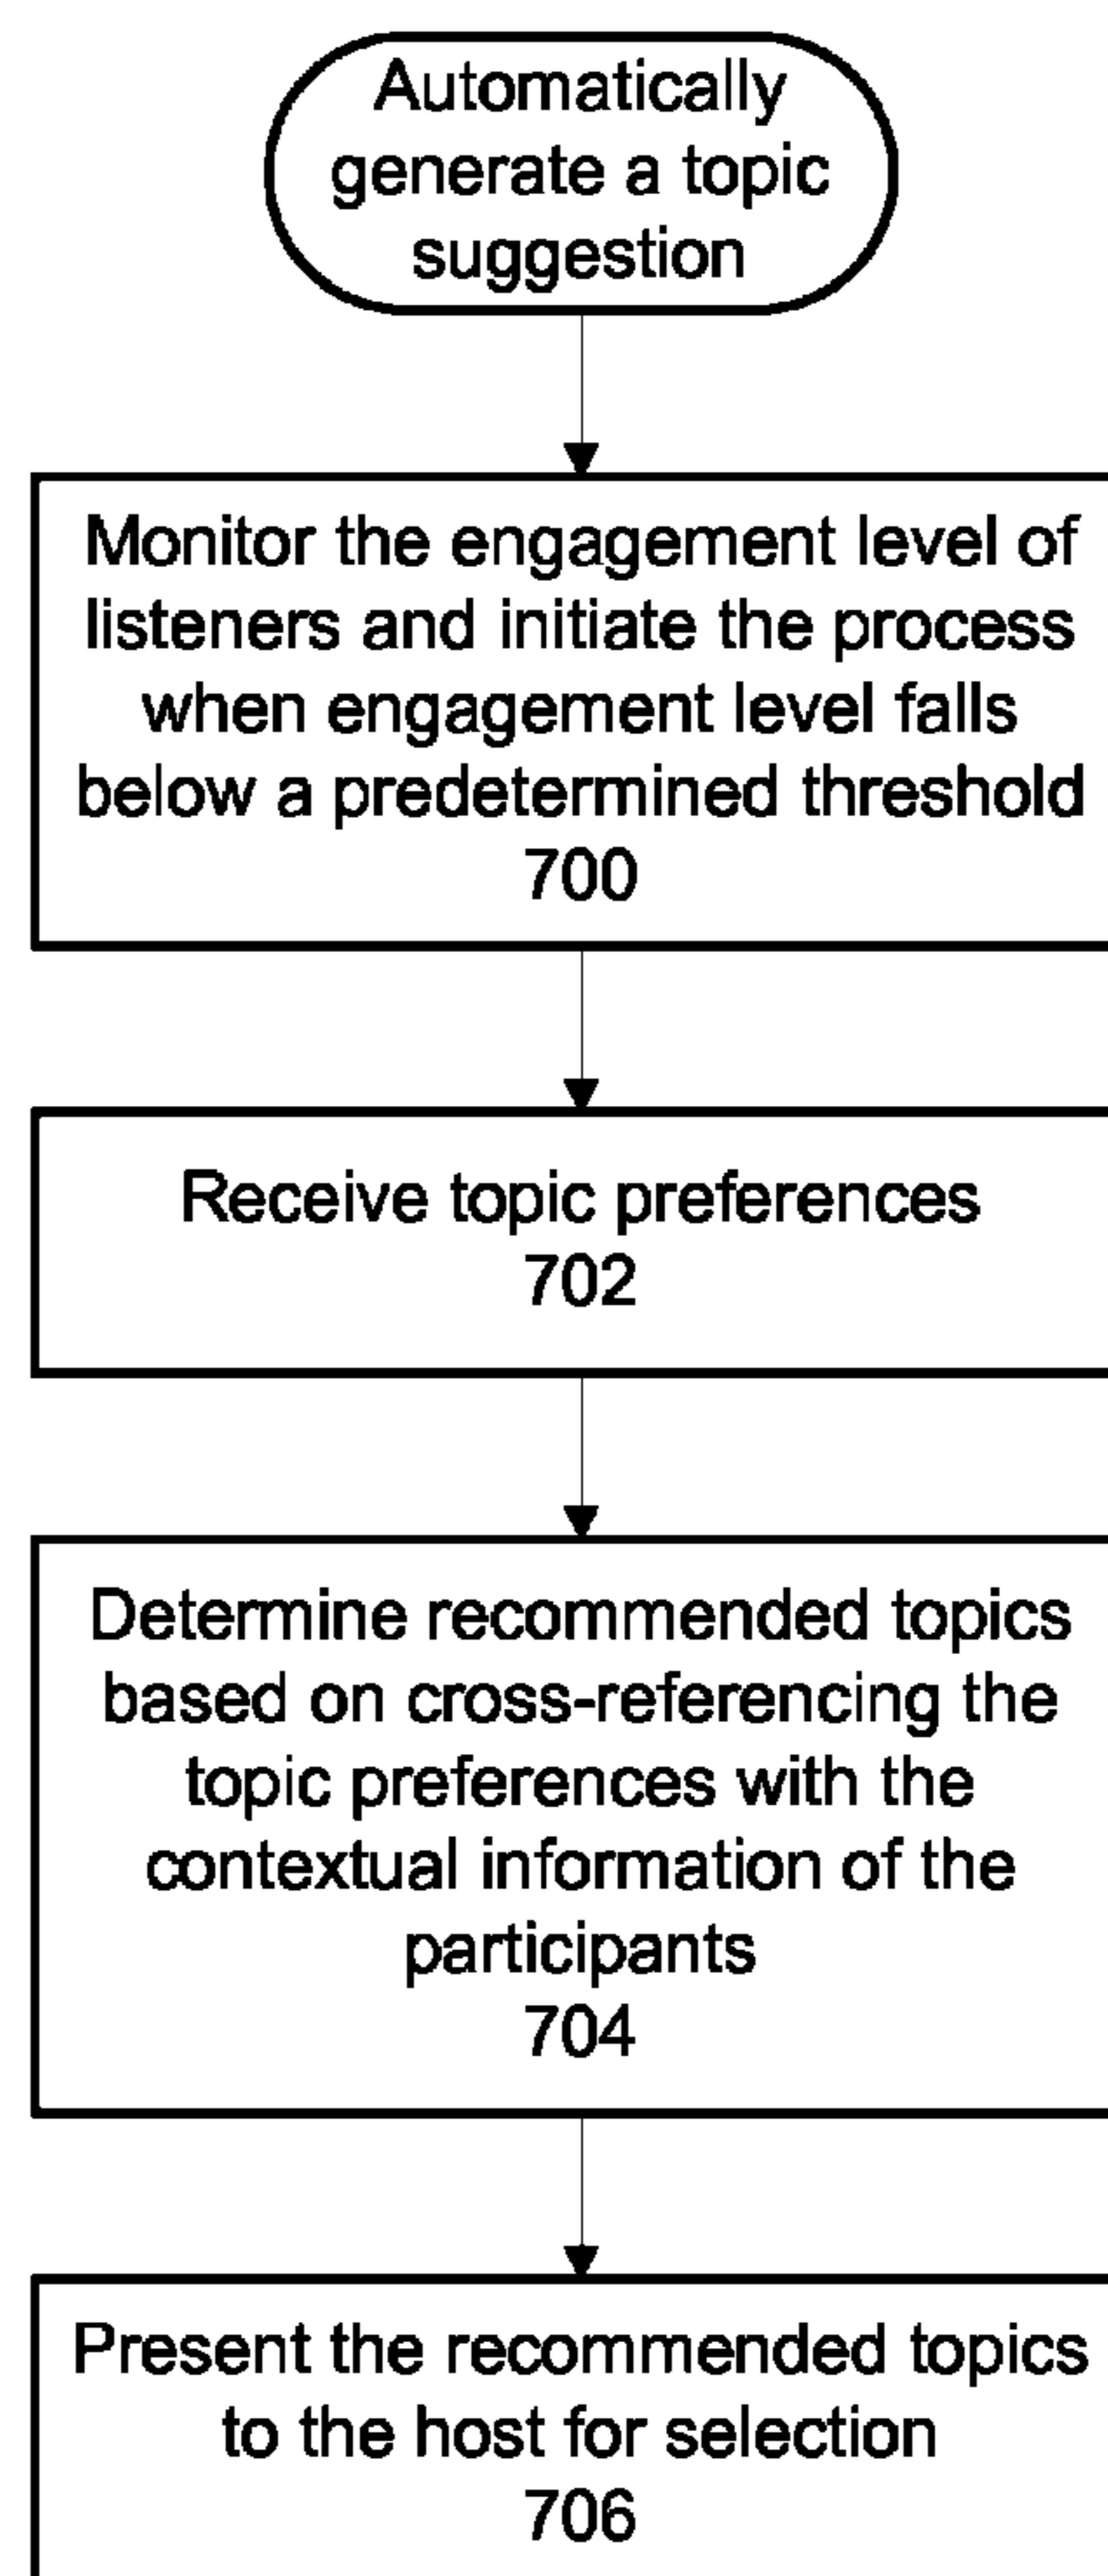 Automatically
generate a topic
suggestion
Monitor the engagement level of
listeners and initiate the process
when engagement level falls
below a predetermined threshold
700
Receive topic preferences
702
Determine recommended topics
based on cross-referencing the
topic preferences with the
contextual information of the
participants
704
Present the recommended topics
to the host for selection
706